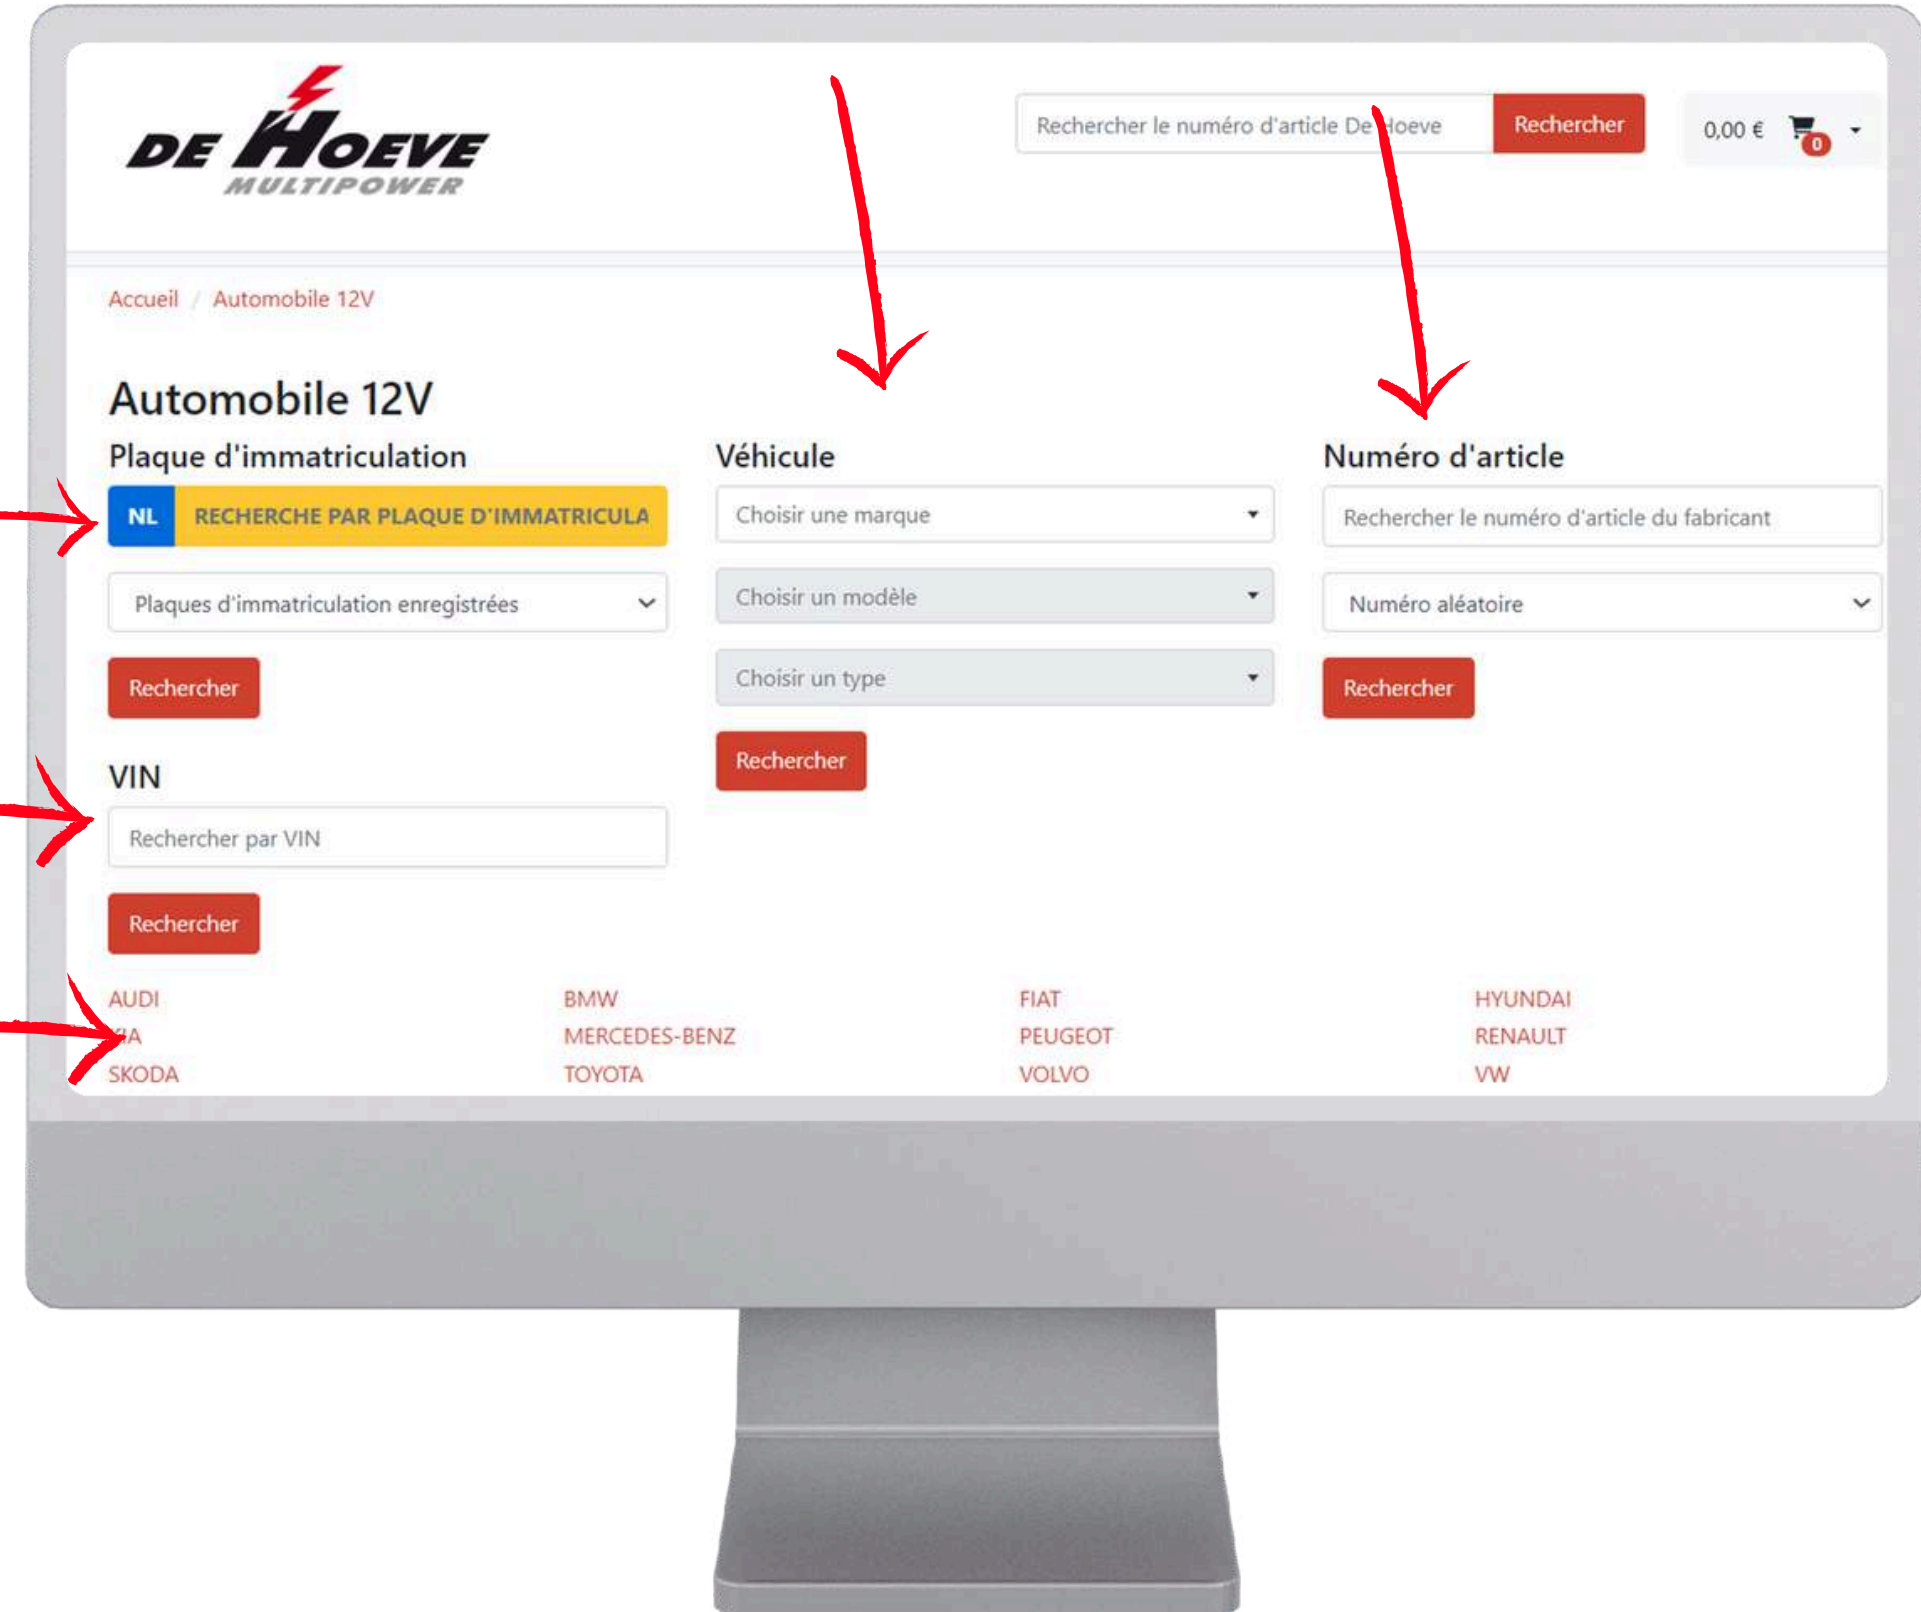 DE HOEVE
MULTIPOWER
Rechercher le numéro d'article De Hoeve
Rechercher
0,00 €
0
Accueil / Automobile 12V
Automobile 12V
Plaque d'immatriculation
NL RECHERCHE PAR PLAQUE D'IMMATRICULA
Plaques d'immatriculation enregistrées
Rechercher
VIN
Rechercher par VIN
Rechercher
Véhicule
Choisir une marque
Choisir un modèle
Choisir un type
Rechercher
Numéro d'article
Rechercher le numéro d'article du fabricant
Numéro aléatoire
Rechercher
AUDI BMW FIAT HYUNDAI
KIA MERCEDES-BENZ PEUGEOT RENAULT
SKODA TOYOTA VOLVO VW